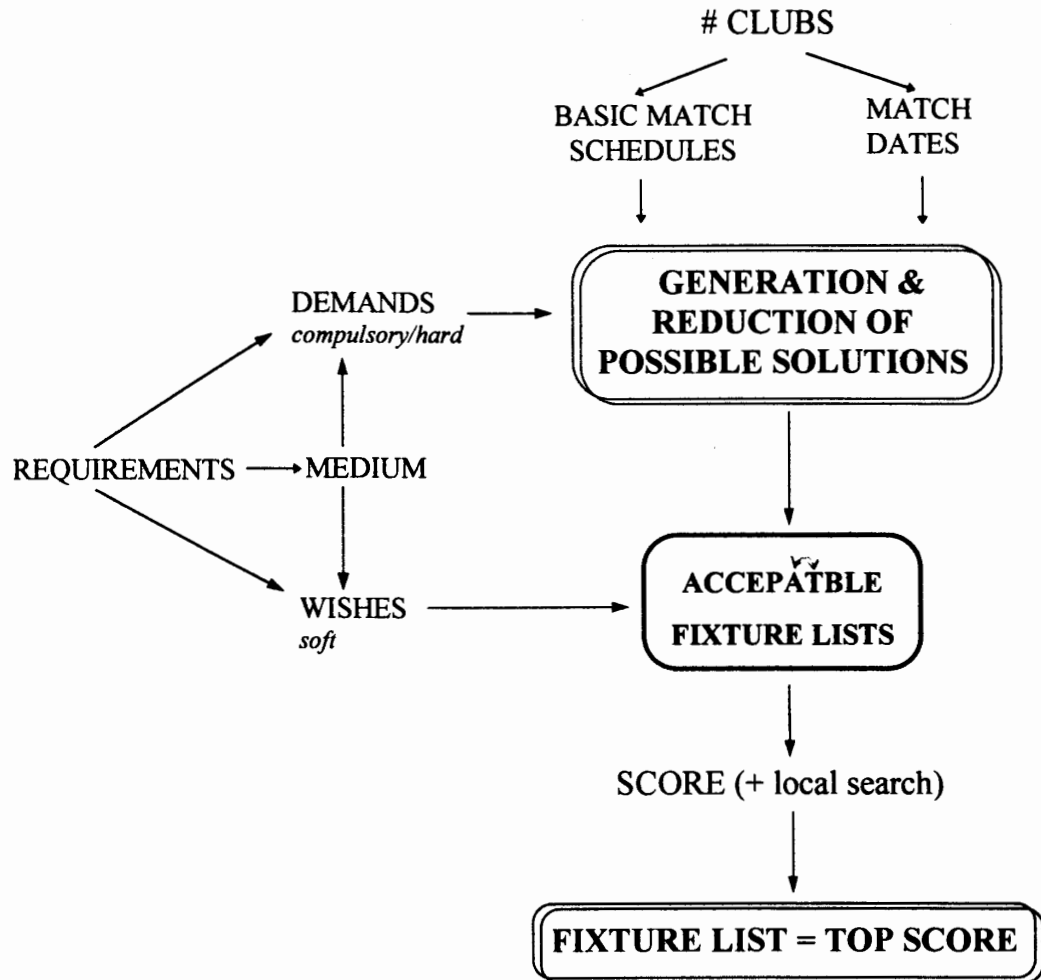 # CLUBS
BASIC MATCH
SCHEDULES
MATCH
DATES
GENERATION &
REDUCTION OF
POSSIBLE SOLUTIONS
DEMANDS
compulsory/hard
REQUIREMENTS
MEDIUM
WISHES
soft
ACCEPATBLE
FIXTURE LISTS
SCORE (+ local search)
FIXTURE LIST = TOP SCORE